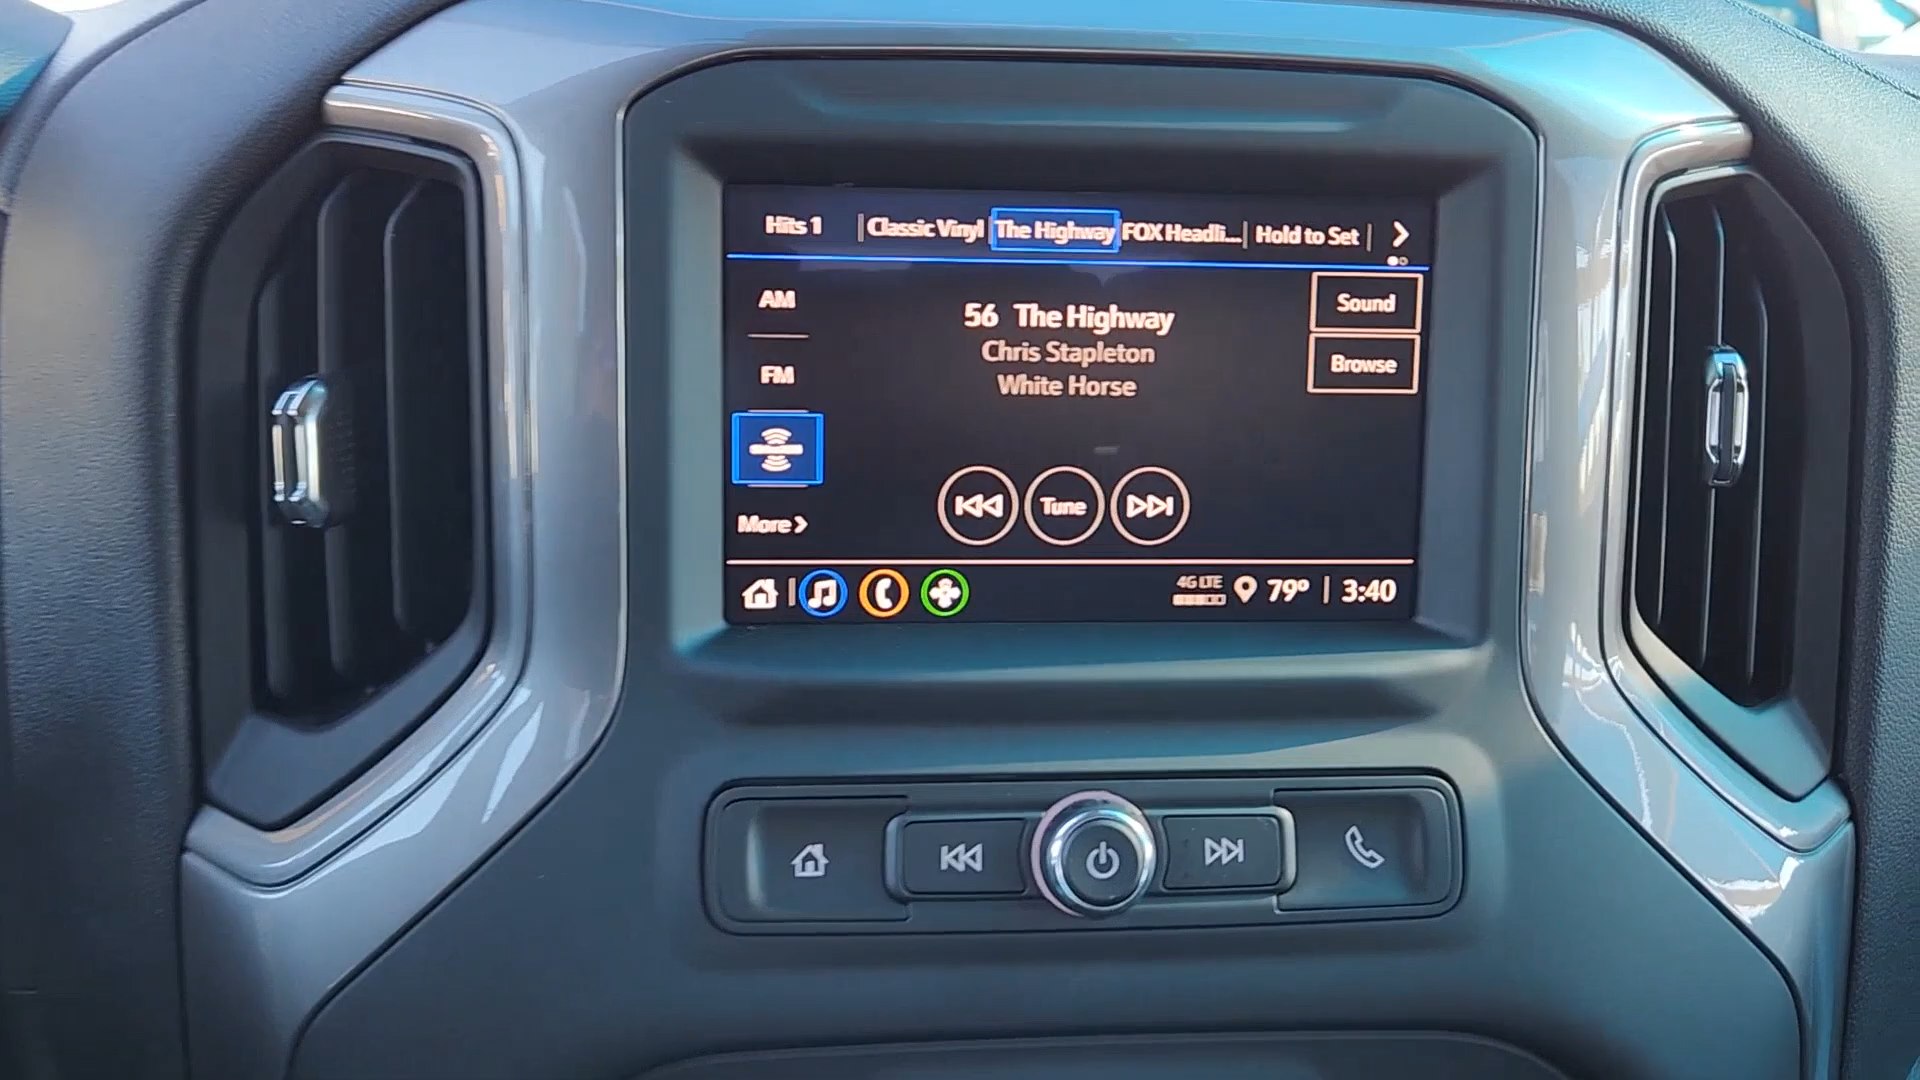 Hits 1 Classic Vinyl The Highway FOX Headli... Hold to Set
AM
FM
More
56 The Highway
Chris Stapleton
White Horse
Sound
Browse
Tune
4G LTE 79° 3:40